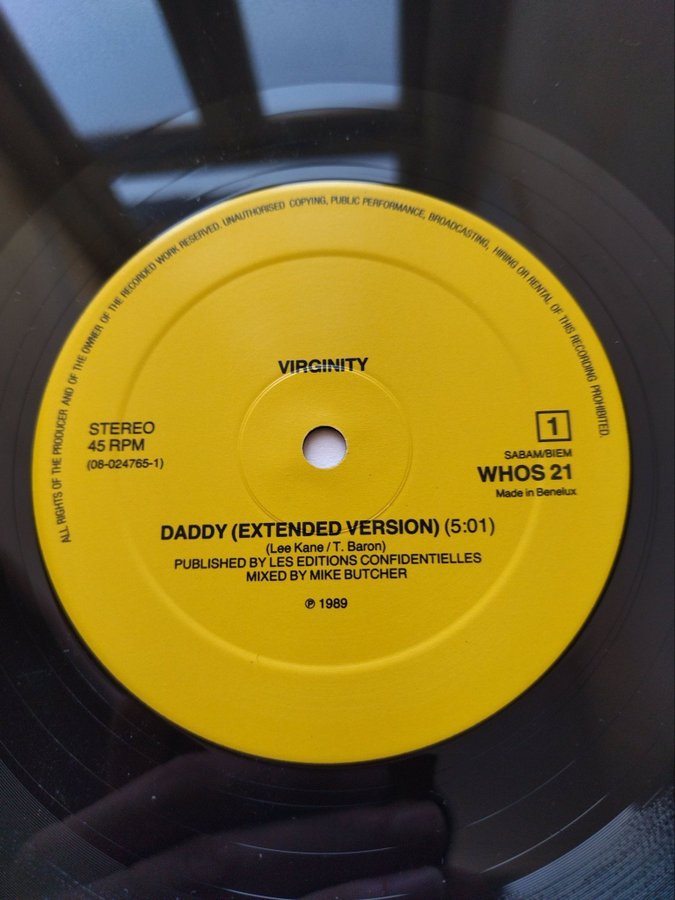 ALL RIGHTS OF THE PRODUCER AND OF THE OWNER OF THE RECORDED WORK RESERVED. UNAUTHORISED COPYING, PUBLIC PERFORMANCE, BROADCASTING, HIRING OR RENTAL OF THIS RECORDING PROHIBITED.
VIRGINITY
STEREO
45 RPM
(08-024765-1)
1
SABAM/BIEM
WHOS 21
Made in Benelux
DADDY (EXTENDED VERSION) (5:01)
(Lee Kane / T. Baron)
PUBLISHED BY LES EDITIONS CONFIDENTIELLES
MIXED BY MIKE BUTCHER
℗ 1989